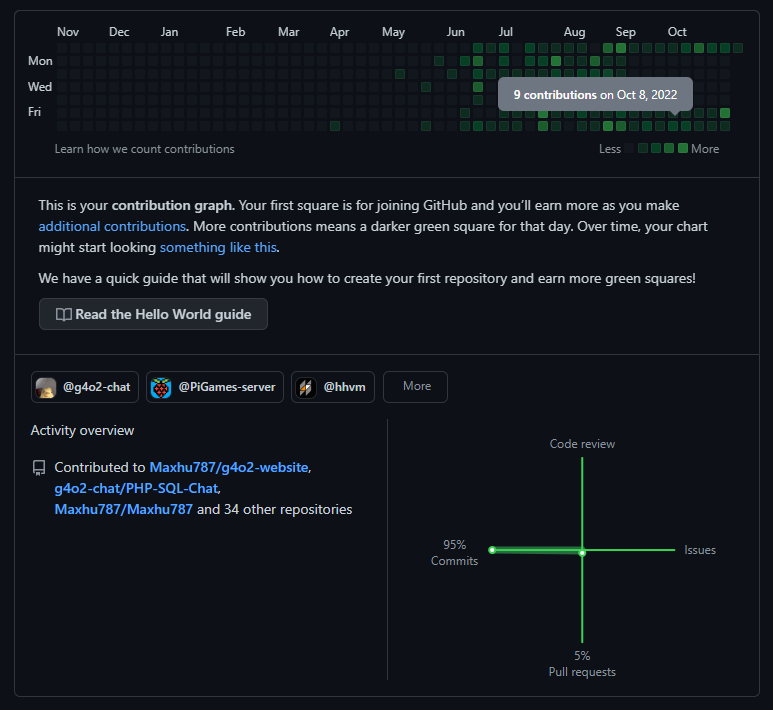 Nov Dec Jan Feb Mar Apr May Jun Jul Aug Sep Oct
Mon
Wed
9 contributions on Oct 8, 2022
Fri
Learn how we count contributions
Less More
This is your contribution graph. Your first square is for joining GitHub and you’ll earn more as you make
additional contributions. More contributions means a darker green square for that day. Over time, your chart
might start looking something like this.
We have a quick guide that will show you how to create your first repository and earn more green squares!
Read the Hello World guide
@g4o2-chat @PiGames-server @hhvm More
Activity overview
Contributed to Maxhu787/g4o2-website,
g4o2-chat/PHP-SQL-Chat,
Maxhu787/Maxhu787 and 34 other repositories
Code review
95%
Commits
Issues
5%
Pull requests